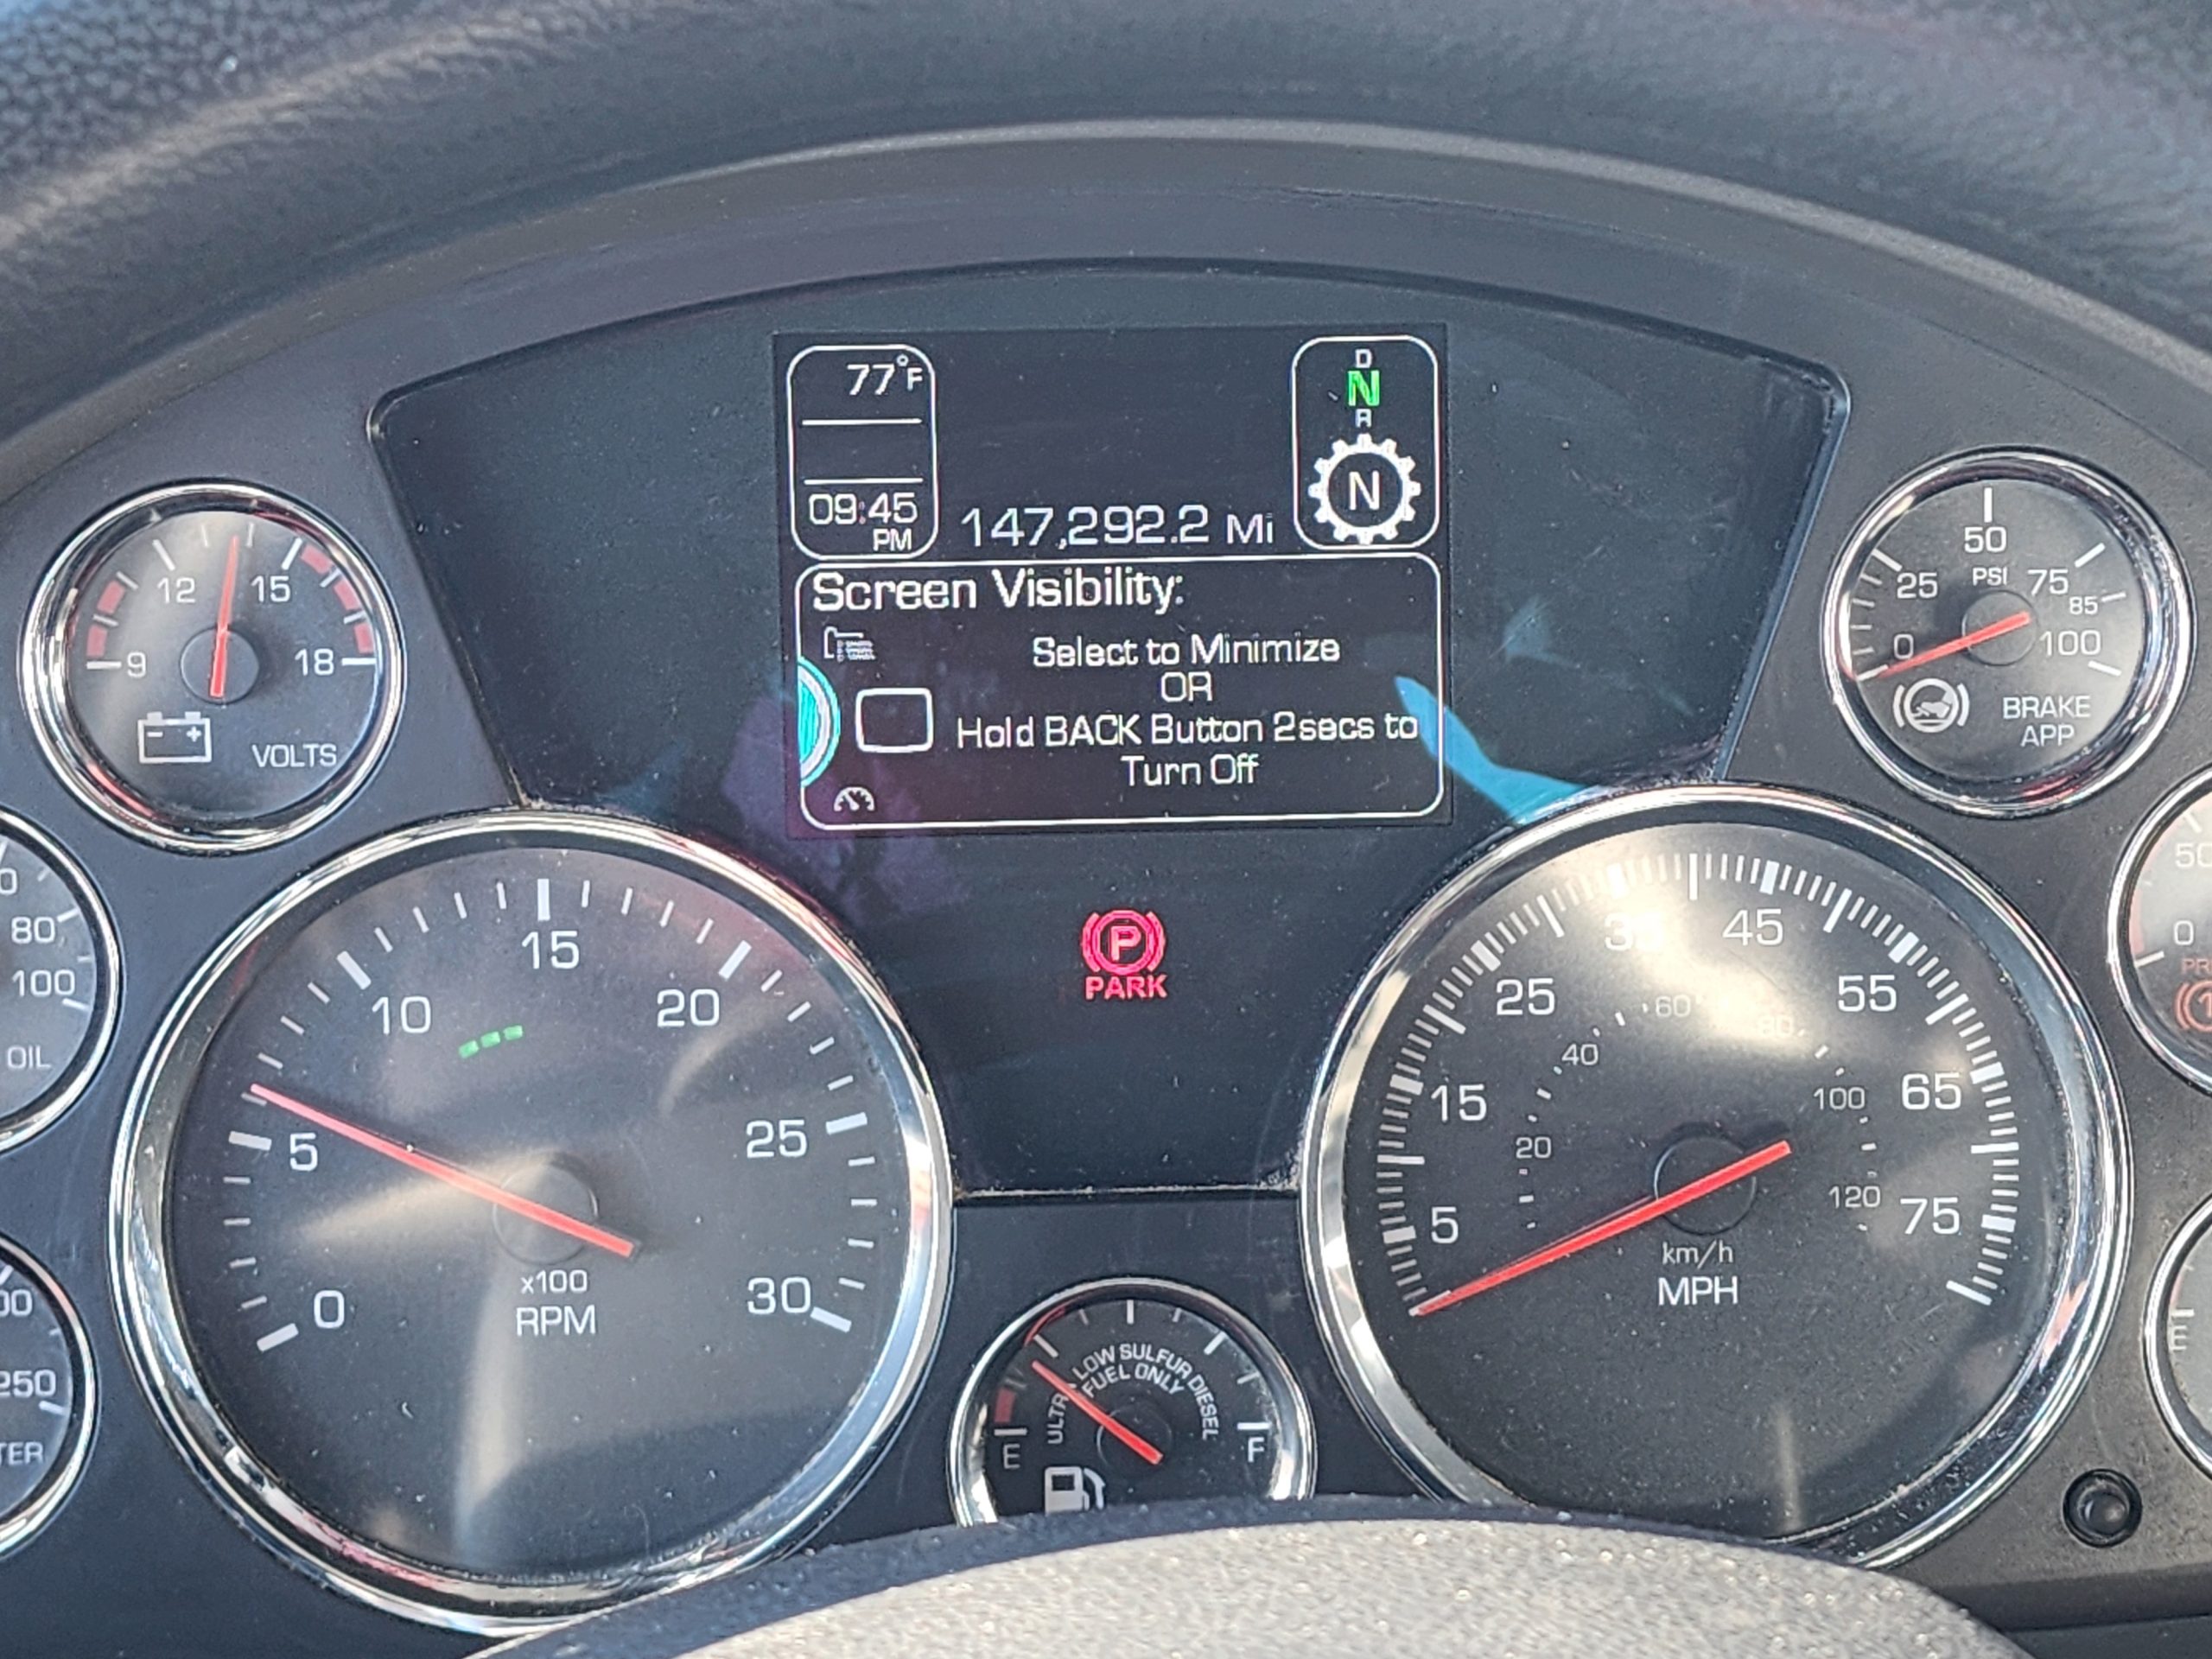 77°F
09:45
PM
147,292.2 Mi
D
N
R
N
Screen Visibility:
Select to Minimize
OR
Hold BACK Button 2secs to
Turn Off
9
12
15
18
VOLTS
0
25
50
75
85
100
PSI
BRAKE
APP
80
100
OIL
0
5
10
15
20
25
30
x100
RPM
P
PARK
5
15
25
35
45
55
65
75
20
40
60
80
100
120
km/h
MPH
50
0
250
E
ULTRA LOW SULFUR DIESEL
FUEL ONLY
F
E